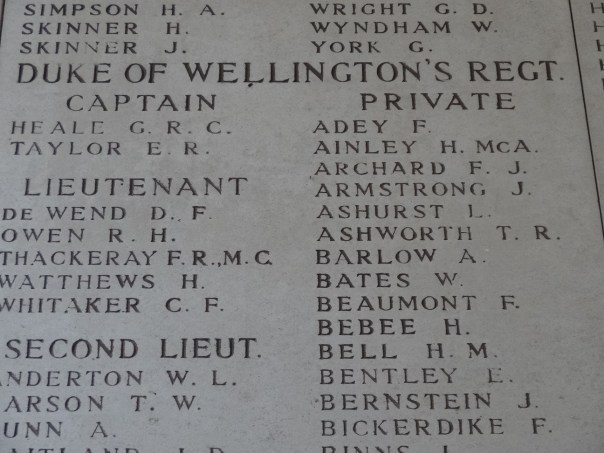 SIMPSON H. A.
SKINNER H.
SKINNER J.
WRIGHT G. D.
WYNDHAM W.
YORK G.
DUKE OF WELLINGTON'S REGT.
CAPTAIN
HEALE G. R. C.
TAYLOR E. R.
LIEUTENANT
DE WEND D. F.
OWEN R. H.
THACKERAY F. R., M. C.
WATTHEWS H.
WHITAKER C. F.
SECOND LIEUT.
NDERTON W. L.
ARSON T. W.
UNN A.
PRIVATE
ADEY F.
AINLEY H. MCA.
ARCHARD F. J.
ARMSTRONG J.
ASHURST L.
ASHWORTH T. R.
BARLOW A.
BATES W.
BEAUMONT F.
BEBEE H.
BELL H. M.
BENTLEY E.
BERNSTEIN J.
BICKERDIKE F.